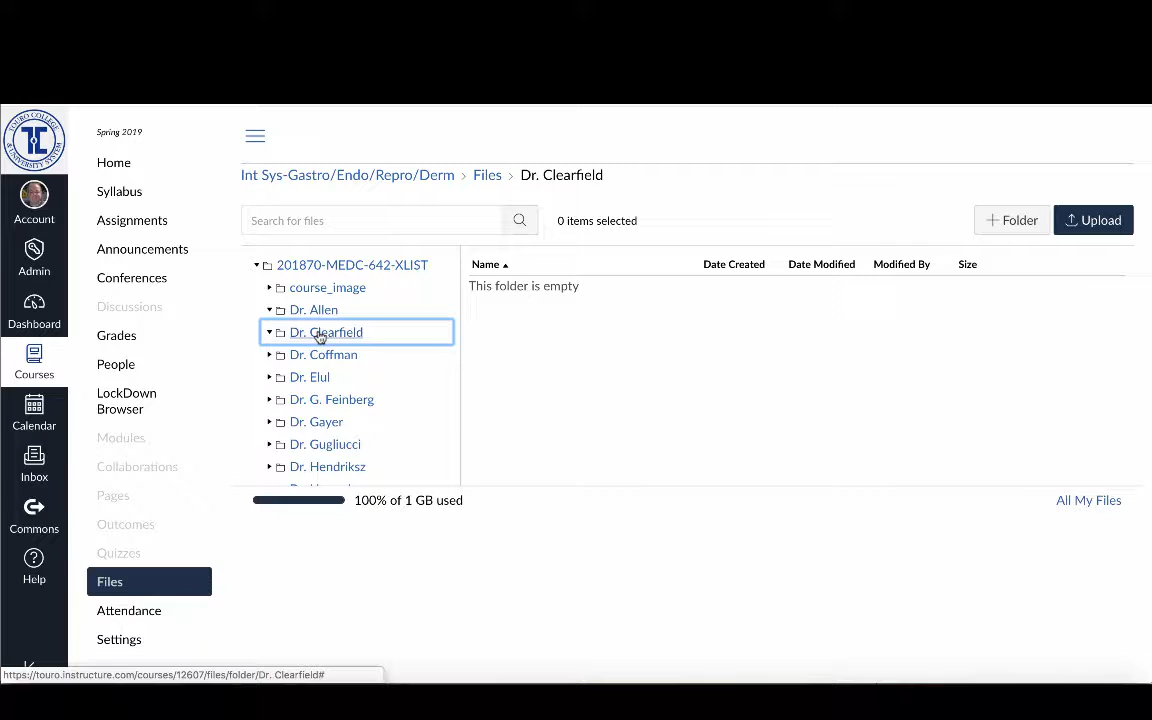 TOURO COLLEGE
& UNIVERSITY SYSTEM
Account
Admin
Dashboard
Courses
Calendar
Inbox
Commons
Help
Spring 2019
Home
Syllabus
Assignments
Announcements
Conferences
Discussions
Grades
People
LockDown
Browser
Modules
Collaborations
Pages
Outcomes
Quizzes
Files
Attendance
Settings
Int Sys-Gastro/Endo/Repro/Derm > Files > Dr. Clearfield
Search for files
0 items selected
+ Folder
Upload
201870-MEDC-642-XLIST
course_image
Dr. Allen
Dr. Clearfield
Dr. Coffman
Dr. Elul
Dr. G. Feinberg
Dr. Gayer
Dr. Gugliucci
Dr. Hendriksz
Name Date Created Date Modified Modified By Size
This folder is empty
100% of 1 GB used
All My Files
https://touro.instructure.com/courses/12607/files/folder/Dr. Clearfield#